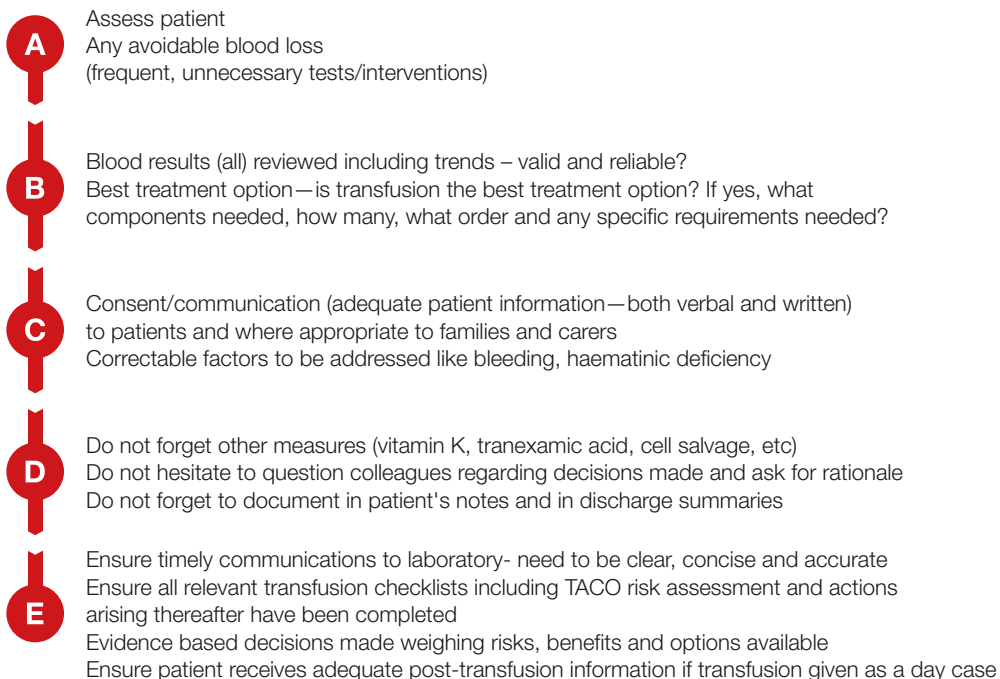 A
Assess patient
Any avoidable blood loss
(frequent, unnecessary tests/interventions)
B
Blood results (all) reviewed including trends – valid and reliable?
Best treatment option—is transfusion the best treatment option? If yes, what
components needed, how many, what order and any specific requirements needed?
C
Consent/communication (adequate patient information—both verbal and written)
to patients and where appropriate to families and carers
Correctable factors to be addressed like bleeding, haematinic deficiency
D
Do not forget other measures (vitamin K, tranexamic acid, cell salvage, etc)
Do not hesitate to question colleagues regarding decisions made and ask for rationale
Do not forget to document in patient's notes and in discharge summaries
E
Ensure timely communications to laboratory- need to be clear, concise and accurate
Ensure all relevant transfusion checklists including TACO risk assessment and actions
arising thereafter have been completed
Evidence based decisions made weighing risks, benefits and options available
Ensure patient receives adequate post-transfusion information if transfusion given as a day case